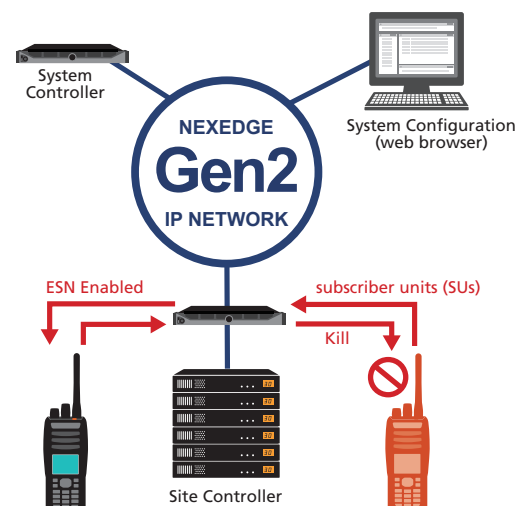 System
Controller
NEXEDGE
Gen2
IP NETWORK
System Configuration
(web browser)
ESN Enabled
subscriber units (SUs)
Kill
Site Controller